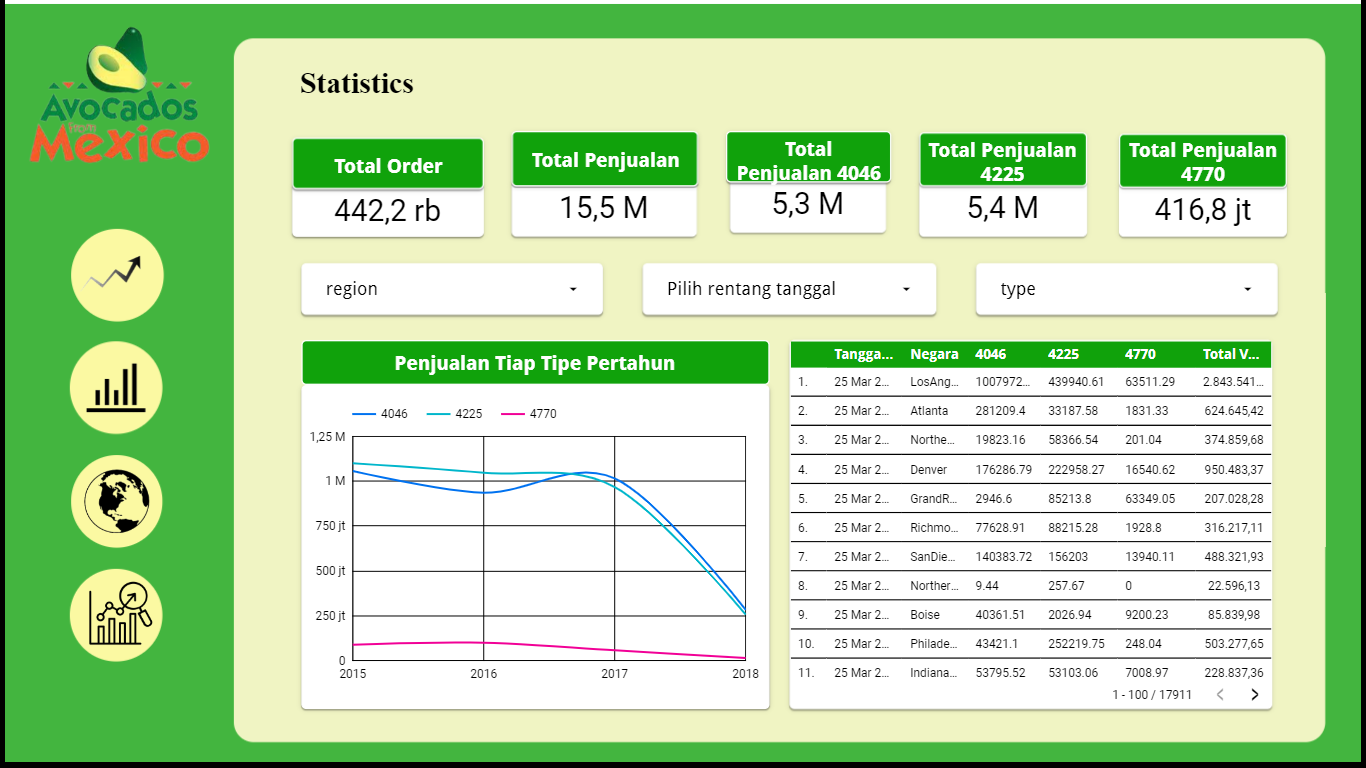 Avocados
from
Mexico
Statistics
Total Order
442,2 rb
Total Penjualan
15,5 M
Total
Penjualan 4046
5,3 M
Total Penjualan
4225
5,4 M
Total Penjualan
4770
416,8 jt
region
Pilih rentang tanggal
type
Penjualan Tiap Tipe Pertahun
4046 4225 4770
1,25 M
1 M
750 jt
500 jt
250 jt
0
2015 2016 2017 2018
Tangga... Negara 4046 4225 4770 Total V...
1. 25 Mar 2... LosAng... 1007972... 439940.61 63511.29 2.843.541...
2. 25 Mar 2... Atlanta 281209.4 33187.58 1831.33 624.645,42
3. 25 Mar 2... Northe... 19823.16 58366.54 201.04 374.859,68
4. 25 Mar 2... Denver 176286.79 222958.27 16540.62 950.483,37
5. 25 Mar 2... GrandR... 2946.6 85213.8 63349.05 207.028,28
6. 25 Mar 2... Richmo... 77628.91 88215.28 1928.8 316.217,11
7. 25 Mar 2... SanDie... 140383.72 156203 13940.11 488.321,93
8. 25 Mar 2... Norther... 9.44 257.67 0 22.596,13
9. 25 Mar 2... Boise 40361.51 2026.94 9200.23 85.839,98
10. 25 Mar 2... Philade... 43421.1 252219.75 248.04 503.277,65
11. 25 Mar 2... Indiana... 53795.52 53103.06 7008.97 228.837,36
1 - 100 / 17911